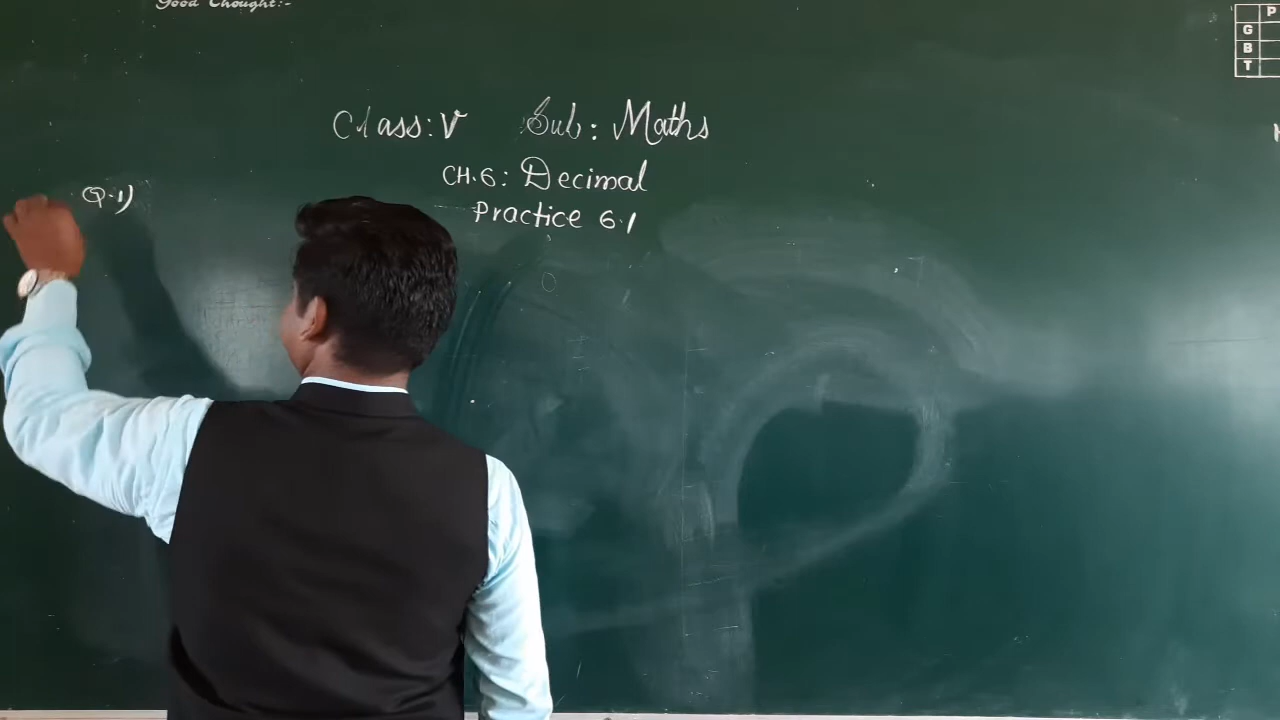 Good Thought:-
P
G
B
T
Class: V Sub: Maths
CH.6: Decimal
Q.1)
Practice 6.1